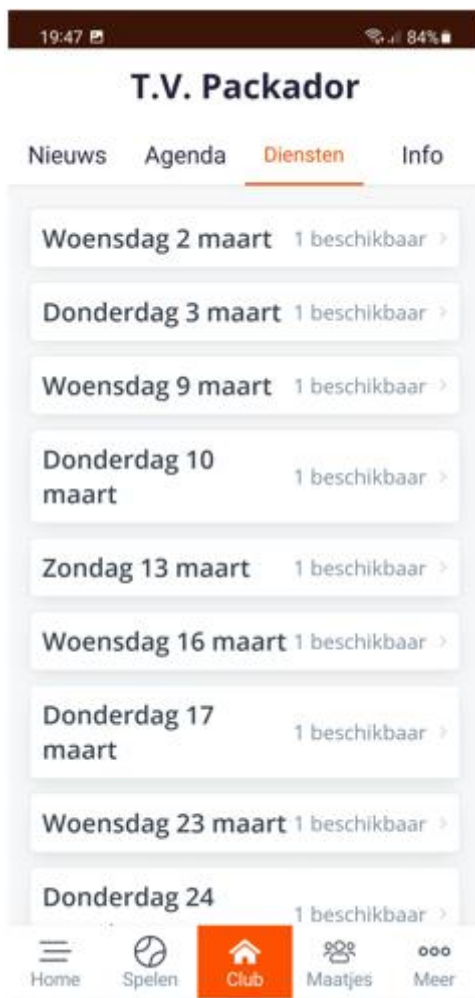 19:47
84%
T.V. Packador
Nieuws Agenda Diensten Info
Woensdag 2 maart 1 beschikbaar
Donderdag 3 maart 1 beschikbaar
Woensdag 9 maart 1 beschikbaar
Donderdag 10
maart
1 beschikbaar
Zondag 13 maart 1 beschikbaar
Woensdag 16 maart 1 beschikbaar
Donderdag 17
maart
1 beschikbaar
Woensdag 23 maart 1 beschikbaar
Donderdag 24
1 beschikbaar
Home Spelen Club Maatjes Meer